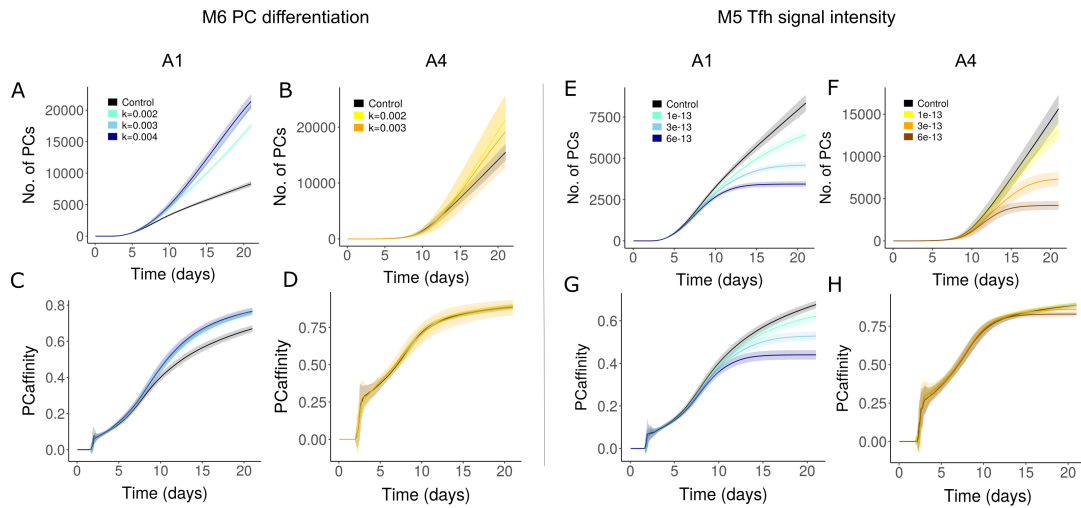 M6 PC differentiation
M5 Tfh signal intensity
A1
A4
A1
A4
A
Control
k=0.002
k=0.003
k=0.004
No. of PCs
20000
15000
10000
5000
0
0 5 10 15 20
Time (days)
B
Control
k=0.002
k=0.003
No. of PCs
20000
10000
0
0 5 10 15 20
Time (days)
E
Control
1e-13
3e-13
6e-13
No. of PCs
7500
5000
2500
0
0 5 10 15 20
Time (days)
F
Control
1e-13
3e-13
6e-13
No. of PCs
15000
10000
5000
0
0 5 10 15 20
Time (days)
C
PCaffinity
0.8
0.6
0.4
0.2
0.0
0 5 10 15 20
Time (days)
D
PCaffinity
0.75
0.50
0.25
0.00
0 5 10 15 20
Time (days)
G
PCaffinity
0.6
0.4
0.2
0.0
0 5 10 15 20
Time (days)
H
PCaffinity
0.75
0.50
0.25
0.00
0 5 10 15 20
Time (days)